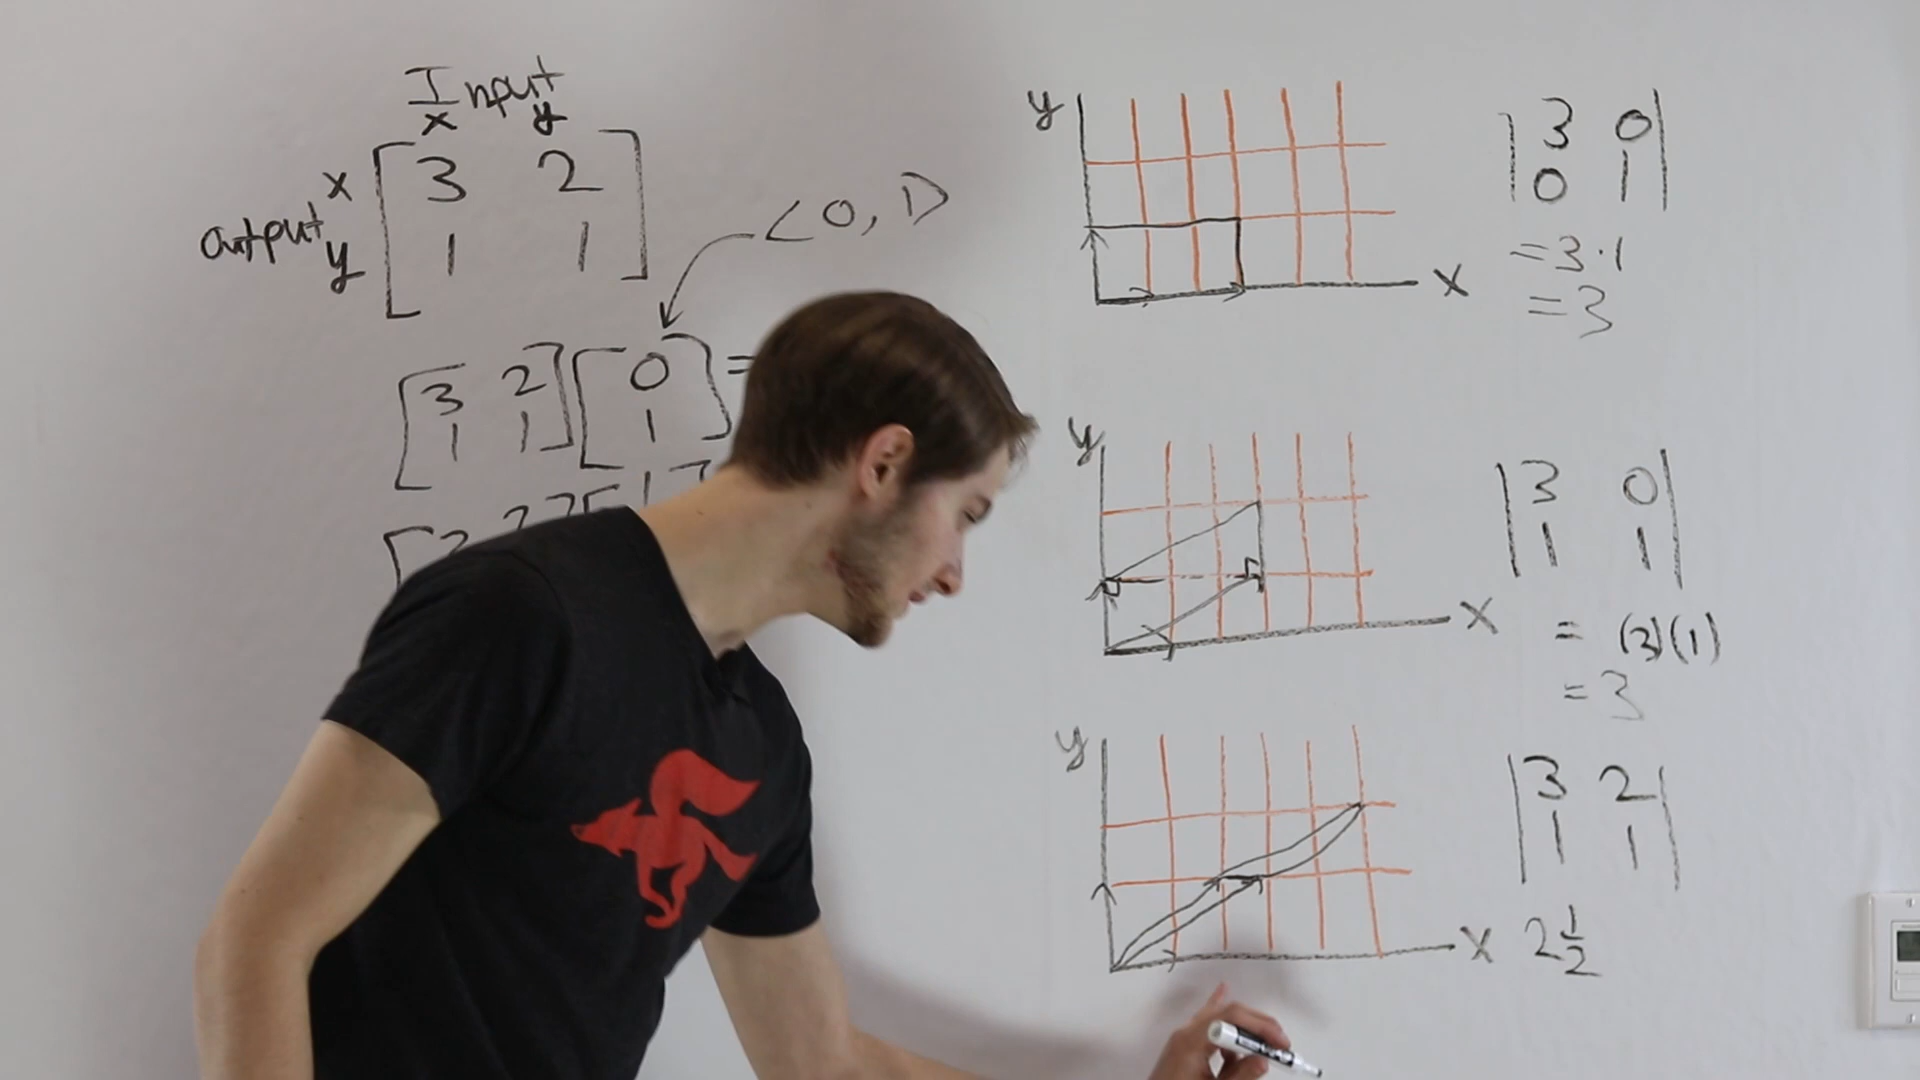 Input
x y
x [ 3 2 ]
output y [ 1 1 ]
<0, 1>
[ 3 2 ] [ 0 ] =
[ 1 1 ] [ 1 ]
y
x
| 3 0 |
| 0 1 |
= 3 · 1
= 3
y
x
| 3 0 |
| 1 1 |
= (3)(1)
= 3
y
x
| 3 2 |
| 1 1 |
2 1/2